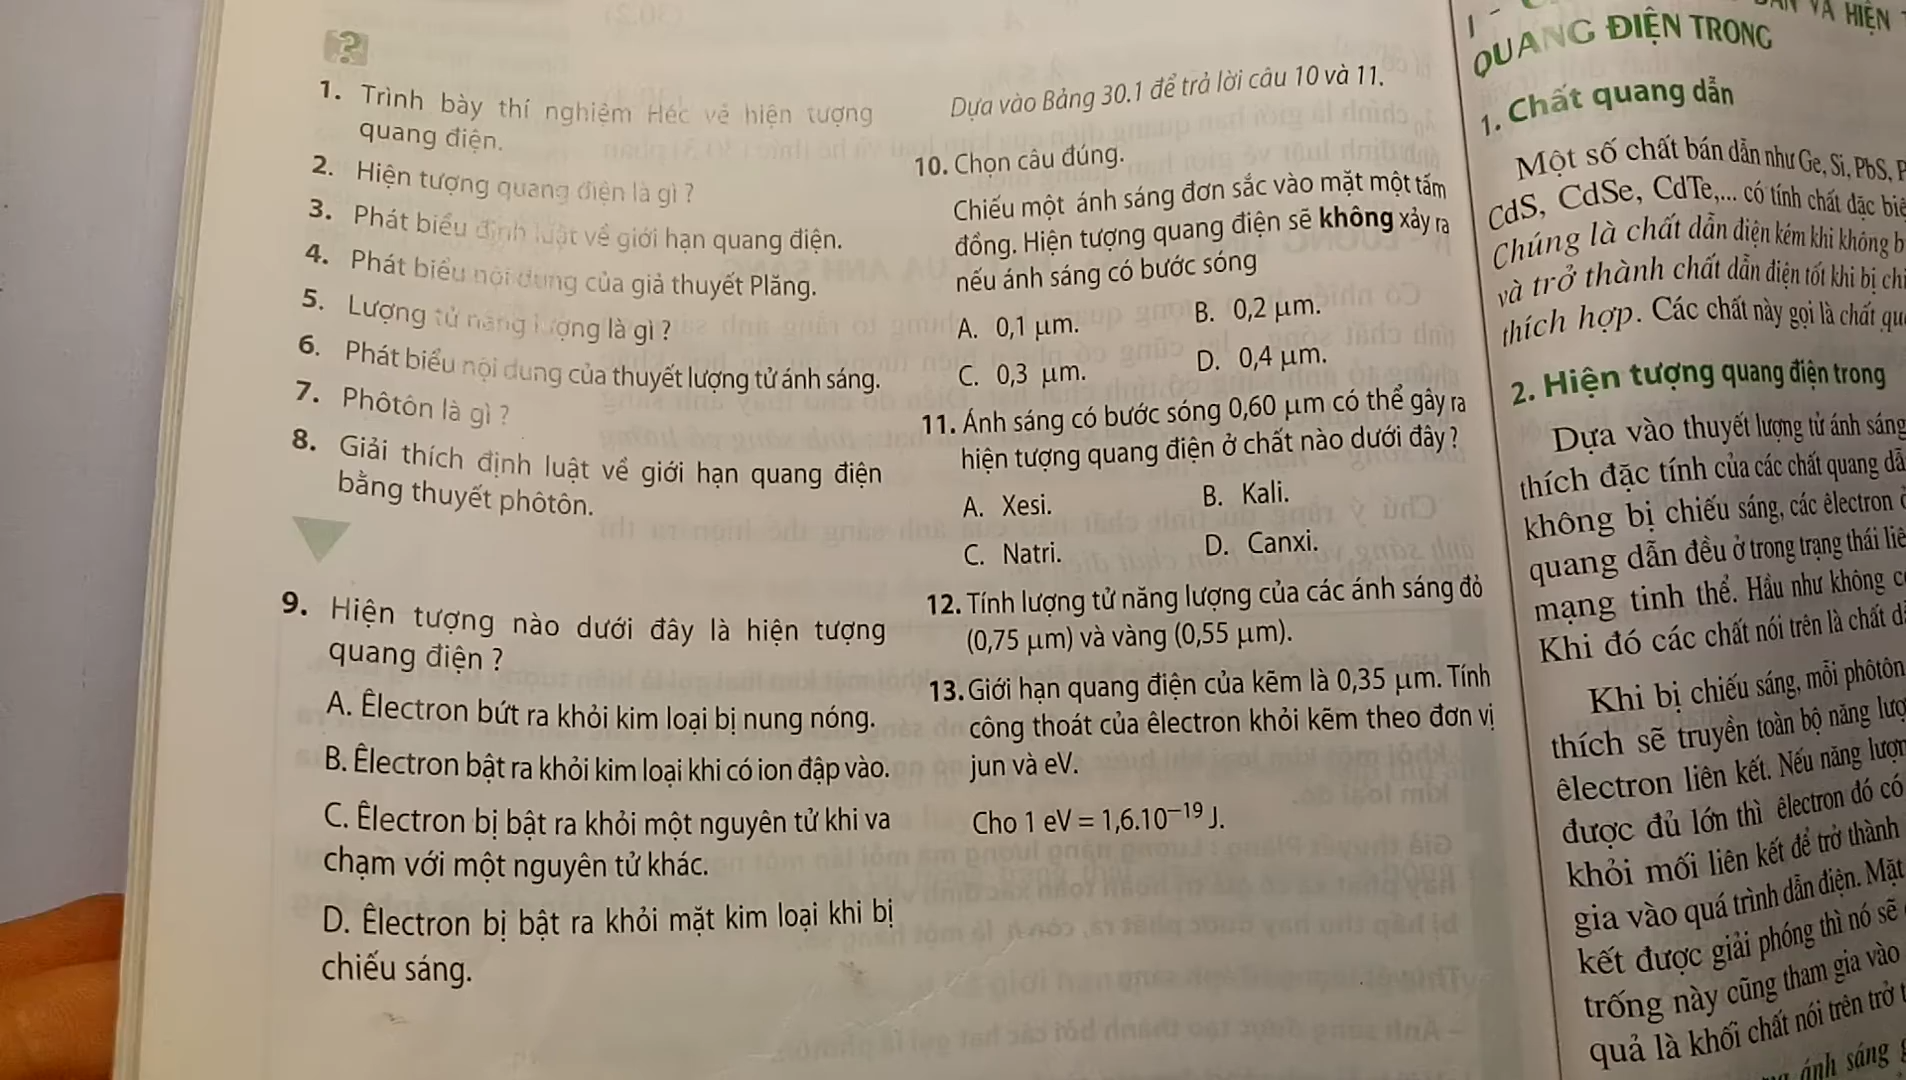 ?
1. Trình bày thí nghiệm Héc về hiện tượng
quang điện.
2. Hiện tượng quang điện là gì ?
3. Phát biểu định luật về giới hạn quang điện.
4. Phát biểu nội dung của giả thuyết Plăng.
5. Lượng tử năng lượng là gì ?
6. Phát biểu nội dung của thuyết lượng tử ánh sáng.
7. Phôtôn là gì ?
8. Giải thích định luật về giới hạn quang điện
bằng thuyết phôtôn.
9. Hiện tượng nào dưới đây là hiện tượng
quang điện ?
A. Êlectron bứt ra khỏi kim loại bị nung nóng.
B. Êlectron bật ra khỏi kim loại khi có ion đập vào.
C. Êlectron bị bật ra khỏi một nguyên tử khi va
chạm với một nguyên tử khác.
D. Êlectron bị bật ra khỏi mặt kim loại khi bị
chiếu sáng.
Dựa vào Bảng 30.1 để trả lời câu 10 và 11.
10. Chọn câu đúng.
Chiếu một ánh sáng đơn sắc vào mặt một tấm
đồng. Hiện tượng quang điện sẽ không xảy ra
nếu ánh sáng có bước sóng
A. 0,1 μm. B. 0,2 μm.
C. 0,3 μm. D. 0,4 μm.
11. Ánh sáng có bước sóng 0,60 μm có thể gây ra
hiện tượng quang điện ở chất nào dưới đây ?
A. Xesi. B. Kali.
C. Natri. D. Canxi.
12. Tính lượng tử năng lượng của các ánh sáng đỏ
(0,75 μm) và vàng (0,55 μm).
13. Giới hạn quang điện của kẽm là 0,35 μm. Tính
công thoát của êlectron khỏi kẽm theo đơn vị
jun và eV.
Cho 1 eV = 1,6.10⁻¹⁹ J.
VÀ HIỆN
QUANG ĐIỆN TRONG
1. Chất quang dẫn
Một số chất bán dẫn như Ge, Si, PbS,
CdS, CdSe, CdTe,... có tính chất đặc
Chúng là chất dẫn điện kém khi không
và trở thành chất dẫn điện tốt khi bị
thích hợp. Các chất này gọi là chất
2. Hiện tượng quang điện trong
Dựa vào thuyết lượng tử ánh sáng
thích đặc tính của các chất quang
không bị chiếu sáng, các êlectron
quang dẫn đều ở trong trạng thái
mạng tinh thể. Hầu như không
Khi đó các chất nói trên là chất
Khi bị chiếu sáng, mỗi phôtôn
thích sẽ truyền toàn bộ năng
êlectron liên kết. Nếu năng
được đủ lớn thì êlectron đó có
khỏi mối liên kết để trở thành
gia vào quá trình dẫn điện. Mặt
kết được giải phóng thì nó sẽ
trống này cũng tham gia vào
quả là khối chất nói trên trở
ánh sáng